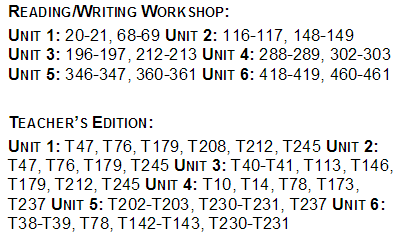 READING/WRITING WORKSHOP:
UNIT 1: 20-21, 68-69 UNIT 2: 116-117, 148-149
UNIT 3: 196-197, 212-213 UNIT 4: 288-289, 302-303
UNIT 5: 346-347, 360-361 UNIT 6: 418-419, 460-461
TEACHER'S EDITION:
UNIT 1: T47, T76, T179, T208, T212, T245 UNIT 2:
T47, T76, T179, T245 UNIT 3: T40-T41, T113, T146,
T179, T212, T245 UNIT 4: T10, T14, T78, T173,
T237 UNIT 5: T202-T203, T230-T231, T237 UNIT 6:
T38-T39, T78, T142-T143, T230-T231